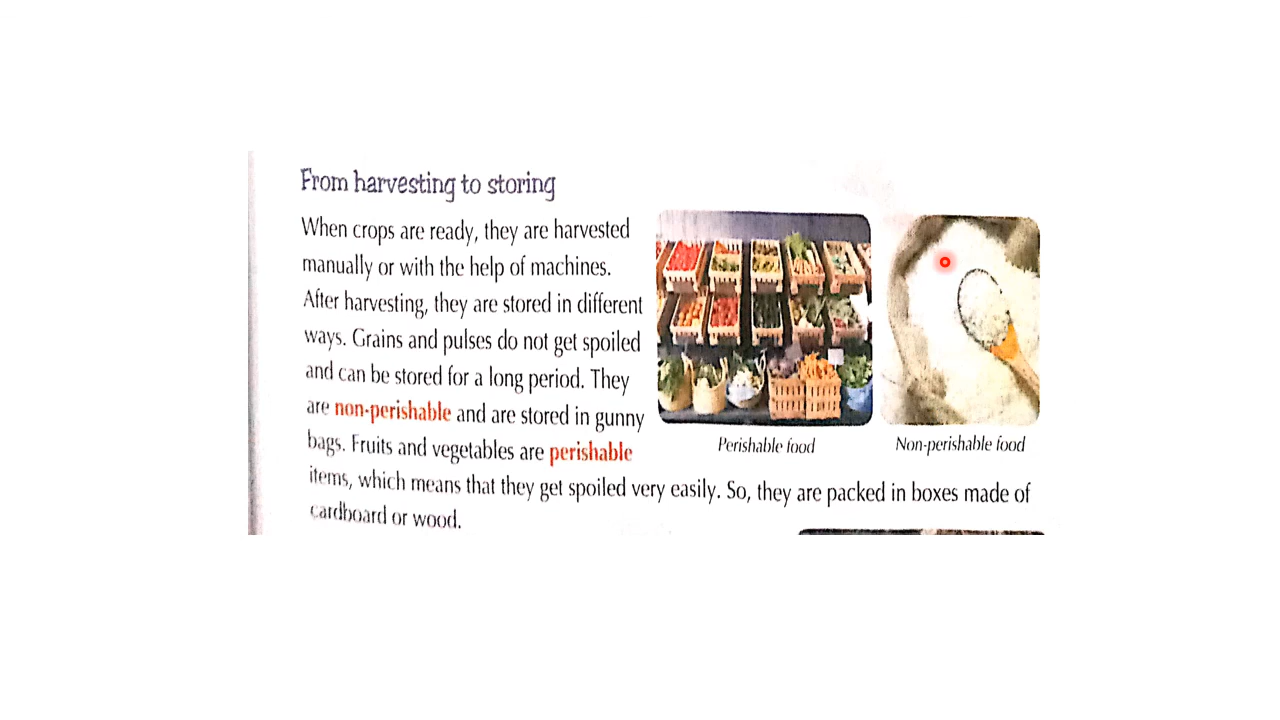 From harvesting to storing
When crops are ready, they are harvested
manually or with the help of machines.
After harvesting, they are stored in different
ways. Grains and pulses do not get spoiled
and can be stored for a long period. They
are non-perishable and are stored in gunny
bags. Fruits and vegetables are perishable
items, which means that they get spoiled very easily. So, they are packed in boxes made of
cardboard or wood.
Perishable food
Non-perishable food